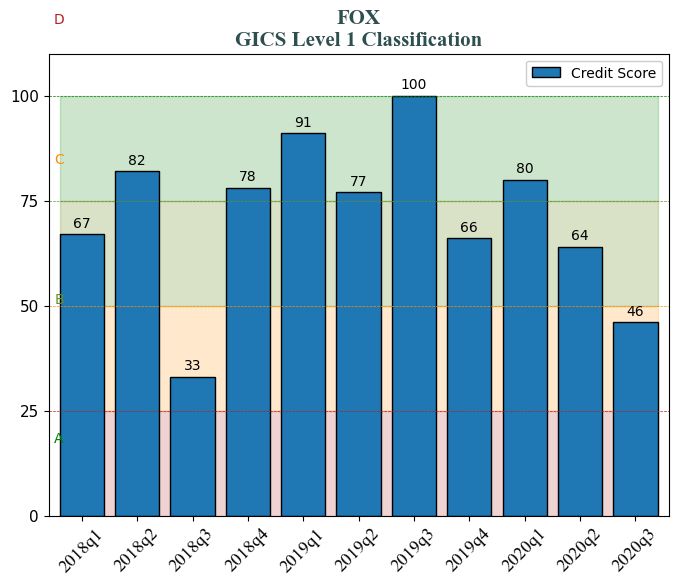 D
FOX
GICS Level 1 Classification
Credit Score
100
100
91
C
82
80
78
77
75
67
66
64
B
50
46
33
25
A
0
2018q1
2018q2
2018q3
2018q4
2019q1
2019q2
2019q3
2019q4
2020q1
2020q2
2020q3